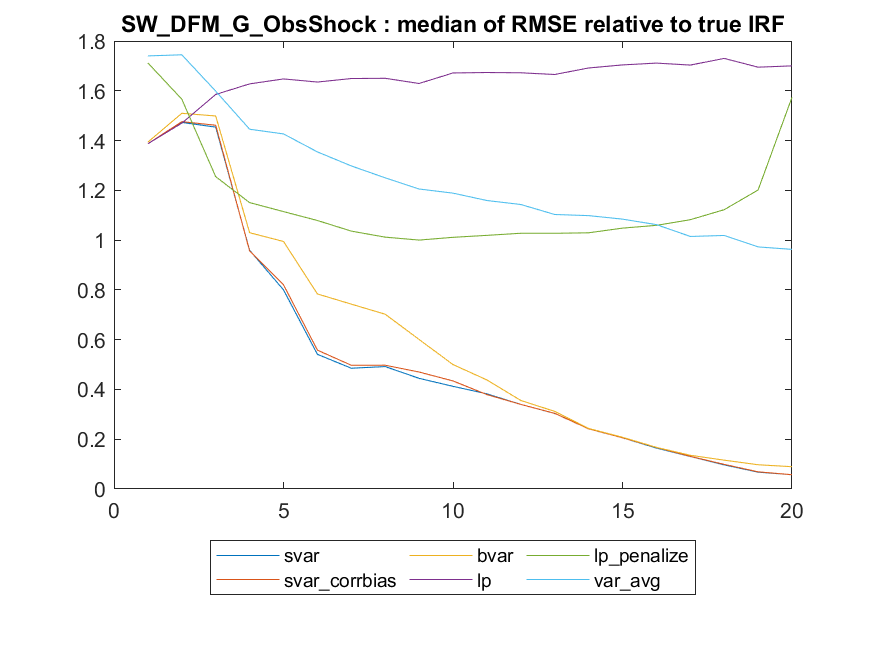 SW_DFM_G_ObsShock : median of RMSE relative to true IRF
1.8
1.6
1.4
1.2
1
0.8
0.6
0.4
0.2
0
0 5 10 15 20
svar bvar lp_penalize
svar_corrbias lp var_avg